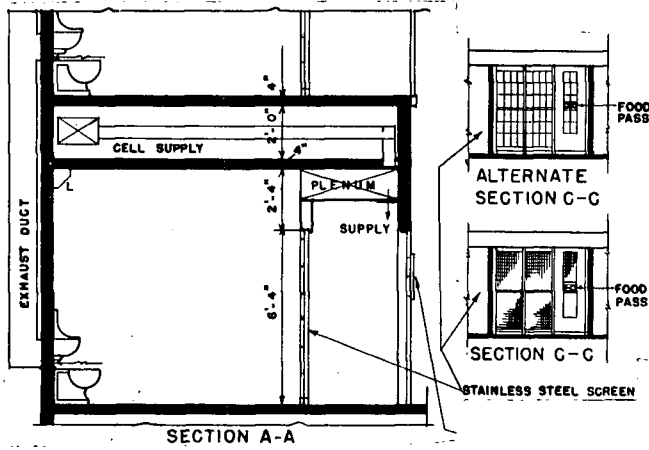 4"
2'-0"
CELL SUPPLY
4"
PLENUM
2'-4"
SUPPLY
L
EXHAUST DUCT
6'-4"
SECTION A-A
FOOD
PASS
ALTERNATE
SECTION C-C
FOOD
PASS
SECTION C-C
STAINLESS STEEL SCREEN